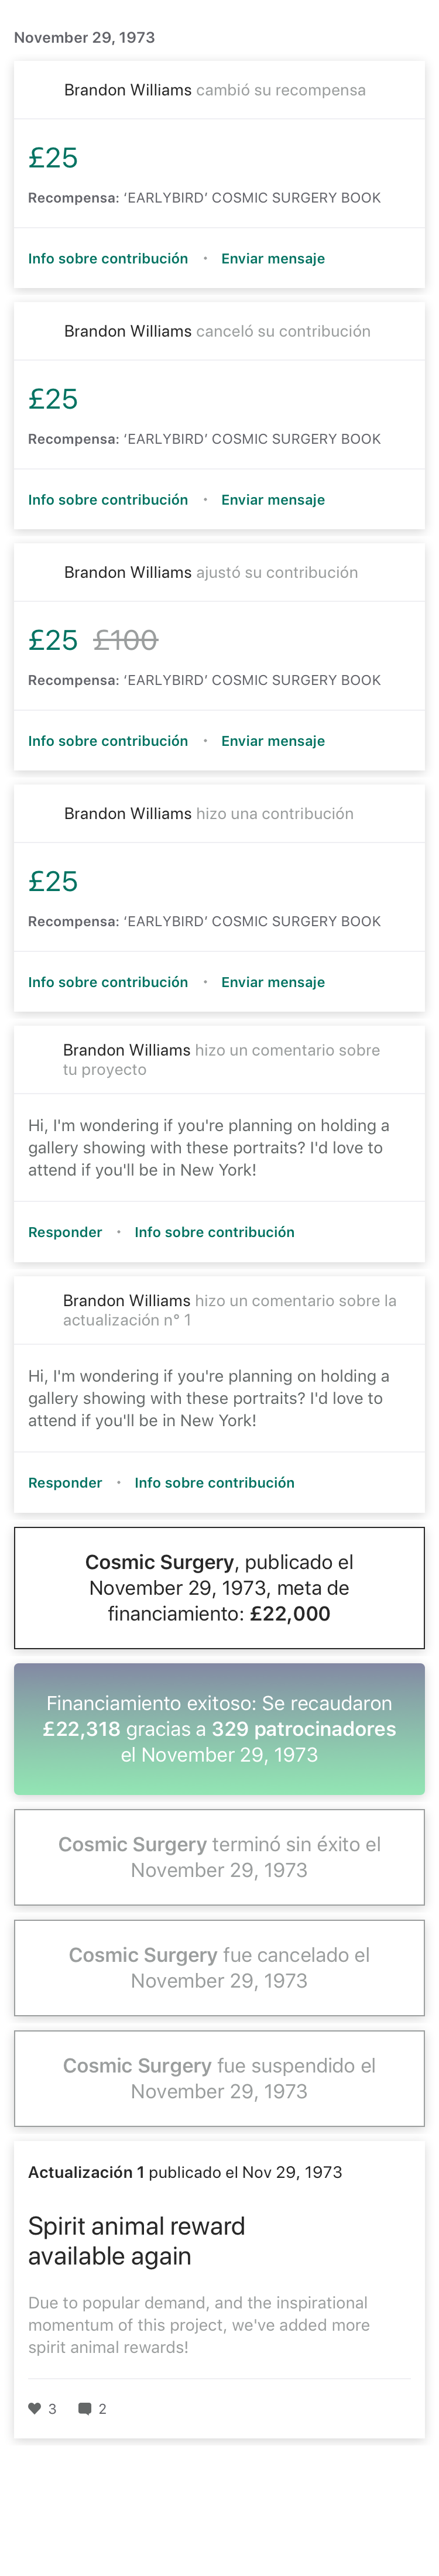 November 29, 1973
Brandon Williams cambió su recompensa
£25
Recompensa: ‘EARLYBIRD’ COSMIC SURGERY BOOK
Info sobre contribución • Enviar mensaje
Brandon Williams canceló su contribución
£25
Recompensa: ‘EARLYBIRD’ COSMIC SURGERY BOOK
Info sobre contribución • Enviar mensaje
Brandon Williams ajustó su contribución
£25 £100
Recompensa: ‘EARLYBIRD’ COSMIC SURGERY BOOK
Info sobre contribución • Enviar mensaje
Brandon Williams hizo una contribución
£25
Recompensa: ‘EARLYBIRD’ COSMIC SURGERY BOOK
Info sobre contribución • Enviar mensaje
Brandon Williams hizo un comentario sobre
tu proyecto
Hi, I'm wondering if you're planning on holding a
gallery showing with these portraits? I'd love to
attend if you'll be in New York!
Responder • Info sobre contribución
Brandon Williams hizo un comentario sobre la
actualización n° 1
Hi, I'm wondering if you're planning on holding a
gallery showing with these portraits? I'd love to
attend if you'll be in New York!
Responder • Info sobre contribución
Cosmic Surgery, publicado el
November 29, 1973, meta de
financiamiento: £22,000
Financiamiento exitoso: Se recaudaron
£22,318 gracias a 329 patrocinadores
el November 29, 1973
Cosmic Surgery terminó sin éxito el
November 29, 1973
Cosmic Surgery fue cancelado el
November 29, 1973
Cosmic Surgery fue suspendido el
November 29, 1973
Actualización 1 publicado el Nov 29, 1973
Spirit animal reward
available again
Due to popular demand, and the inspirational
momentum of this project, we've added more
spirit animal rewards!
3 2